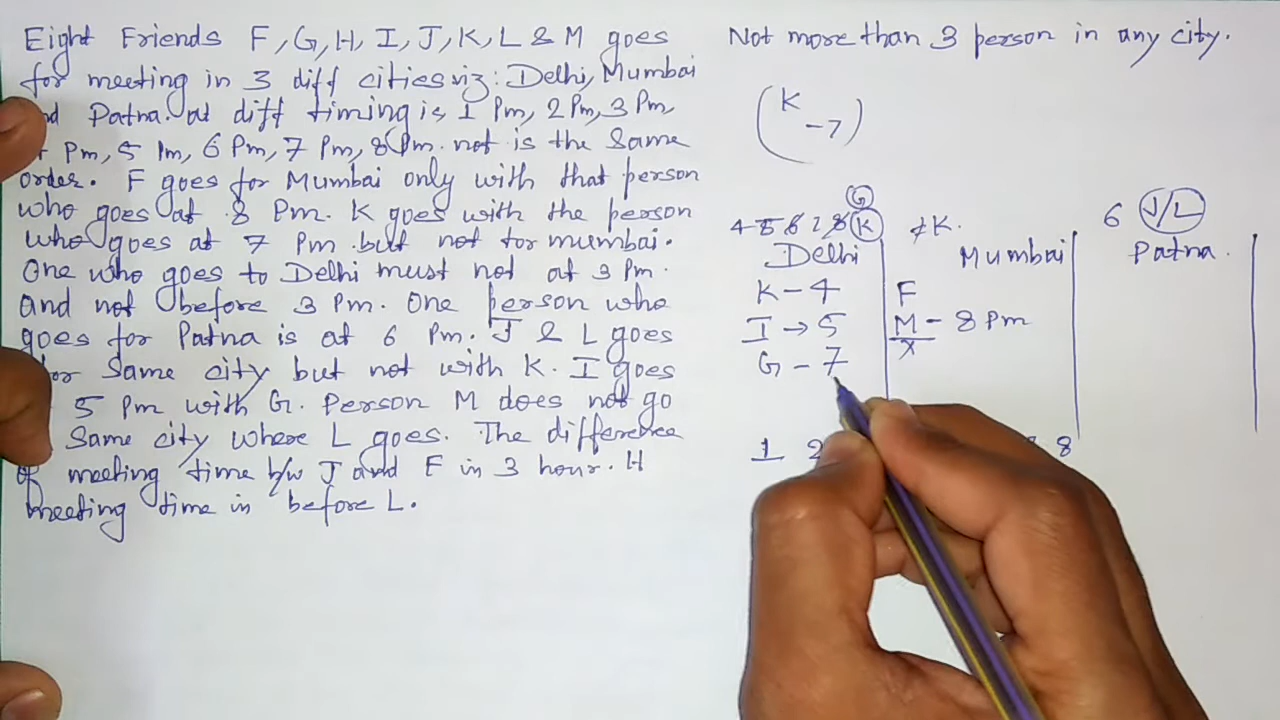 Eight Friends F, G, H, I, J, K, L & M goes
for meeting in 3 diff cities viz: Delhi, Mumbai
Patna. at diff timing is 1 Pm, 2 Pm, 3 Pm,
Pm, 5 Pm, 6 Pm, 7 Pm, 8 Pm. not is the Same
order. F goes for Mumbai only with that person
who goes at 8 Pm. K goes with the person
who goes at 7 Pm but not for mumbai.
One who goes to Delhi must not at 3 Pm.
and not before 3 Pm. One person who
goes for Patna is at 6 Pm. J & L goes
for Same city but not with K. I goes
5 Pm with G. Person M does not go
Same city where L goes. The difference
of meeting time b/w J and F in 3 hour. H
meeting time in before L.
Not more than 3 person in any city.
(K -7)
G
4 5 6 7 8 K ≠K. 6 J/L
Delhi Mumbai Patna.
K - 4 F
I → 5 M - 8 Pm
G - 7 x
1 2 8